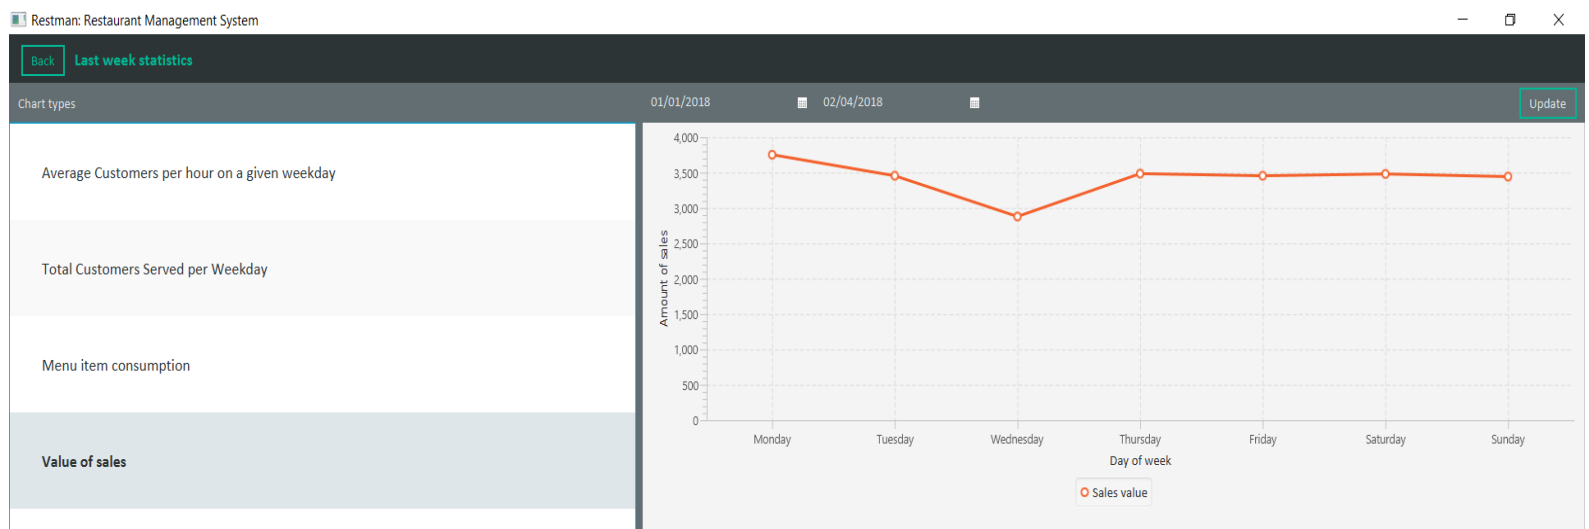 Restman: Restaurant Management System
Back Last week statistics
Chart types
01/01/2018 02/04/2018 Update
Average Customers per hour on a given weekday
Total Customers Served per Weekday
Menu item consumption
Value of sales
Amount of sales
4,000
3,500
3,000
2,500
2,000
1,500
1,000
500
0
Monday Tuesday Wednesday Thursday Friday Saturday Sunday
Day of week
Sales value